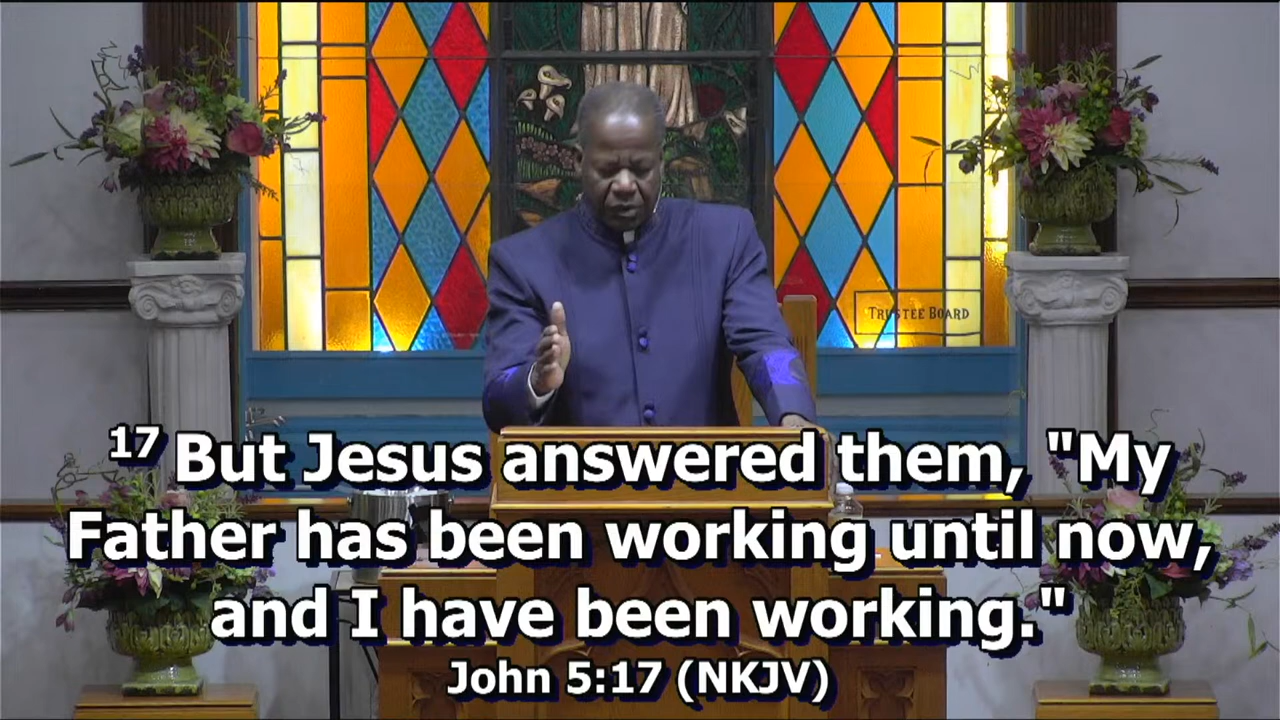 TRUSTEE BOARD
17 But Jesus answered them, "My
Father has been working until now,
and I have been working."
John 5:17 (NKJV)